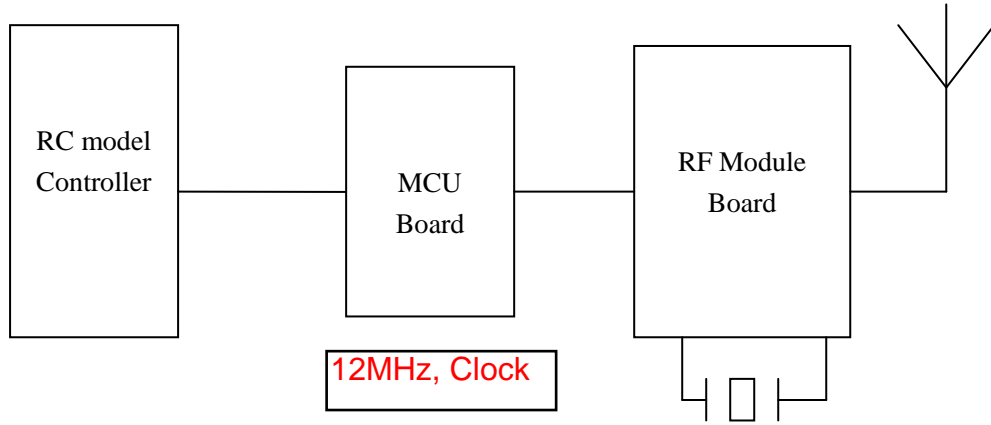 RC model
Controller
MCU
Board
RF Module
Board
12MHz, Clock